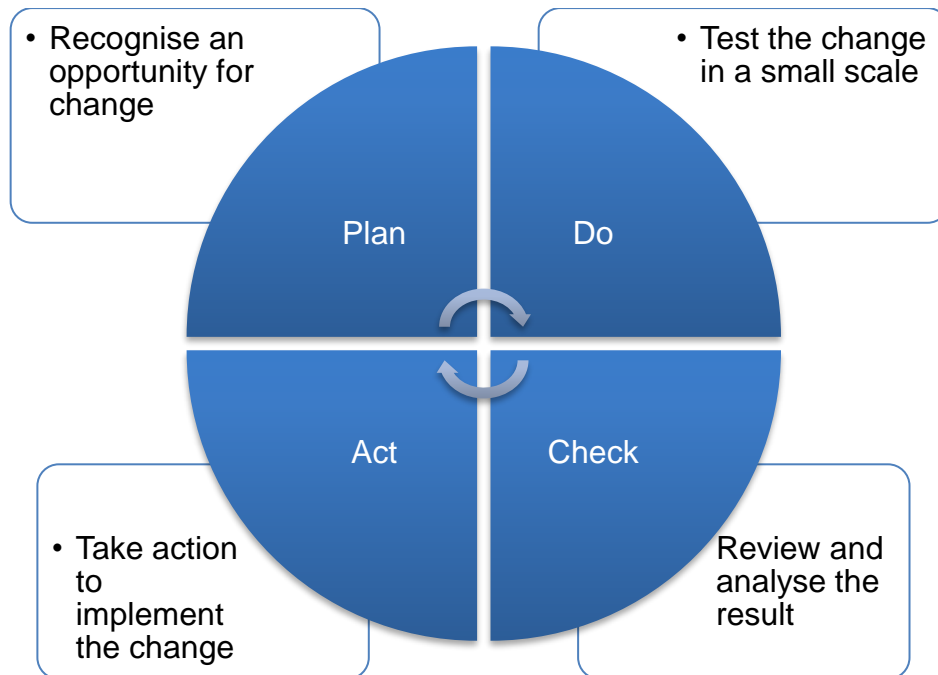 • Recognise an
opportunity for
change
• Test the change
in a small scale
Plan
Do
Act
Check
• Take action
to
implement
the change
Review and
analyse the
result